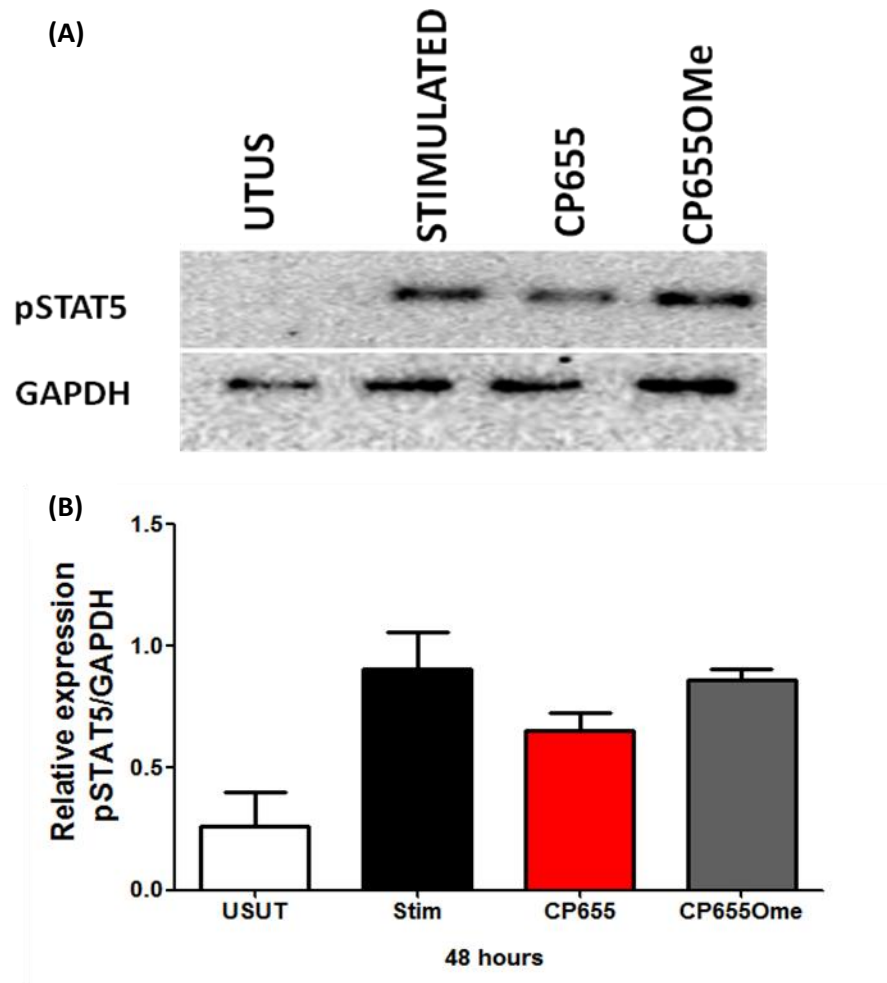 (A)
UTUS
STIMULATED
CP655
CP655OMe
pSTAT5
GAPDH
(B)
Relative expression
pSTAT5/GAPDH
1.5
1.0
0.5
0.0
USUT
Stim
CP655
CP655Ome
48 hours